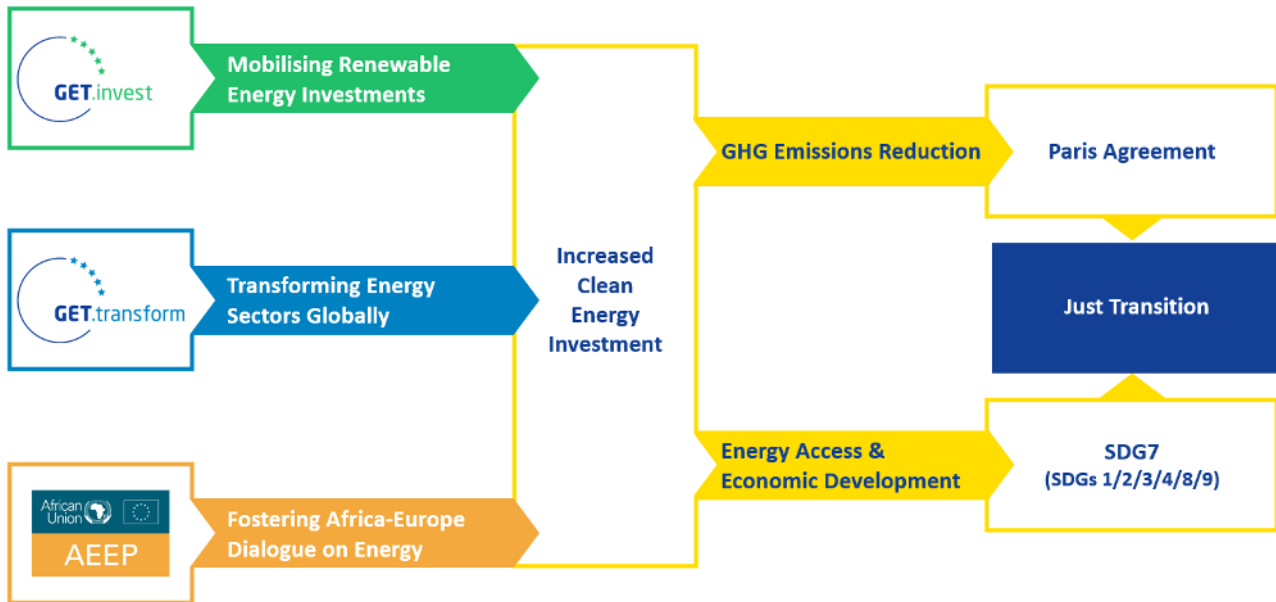 GET.invest
Mobilising Renewable
Energy Investments
GET.transform
Transforming Energy
Sectors Globally
African
Union
AEEP
Fostering Africa-Europe
Dialogue on Energy
Increased
Clean
Energy
Investment
GHG Emissions Reduction
Paris Agreement
Just Transition
Energy Access &
Economic Development
SDG7
(SDGs 1/2/3/4/8/9)